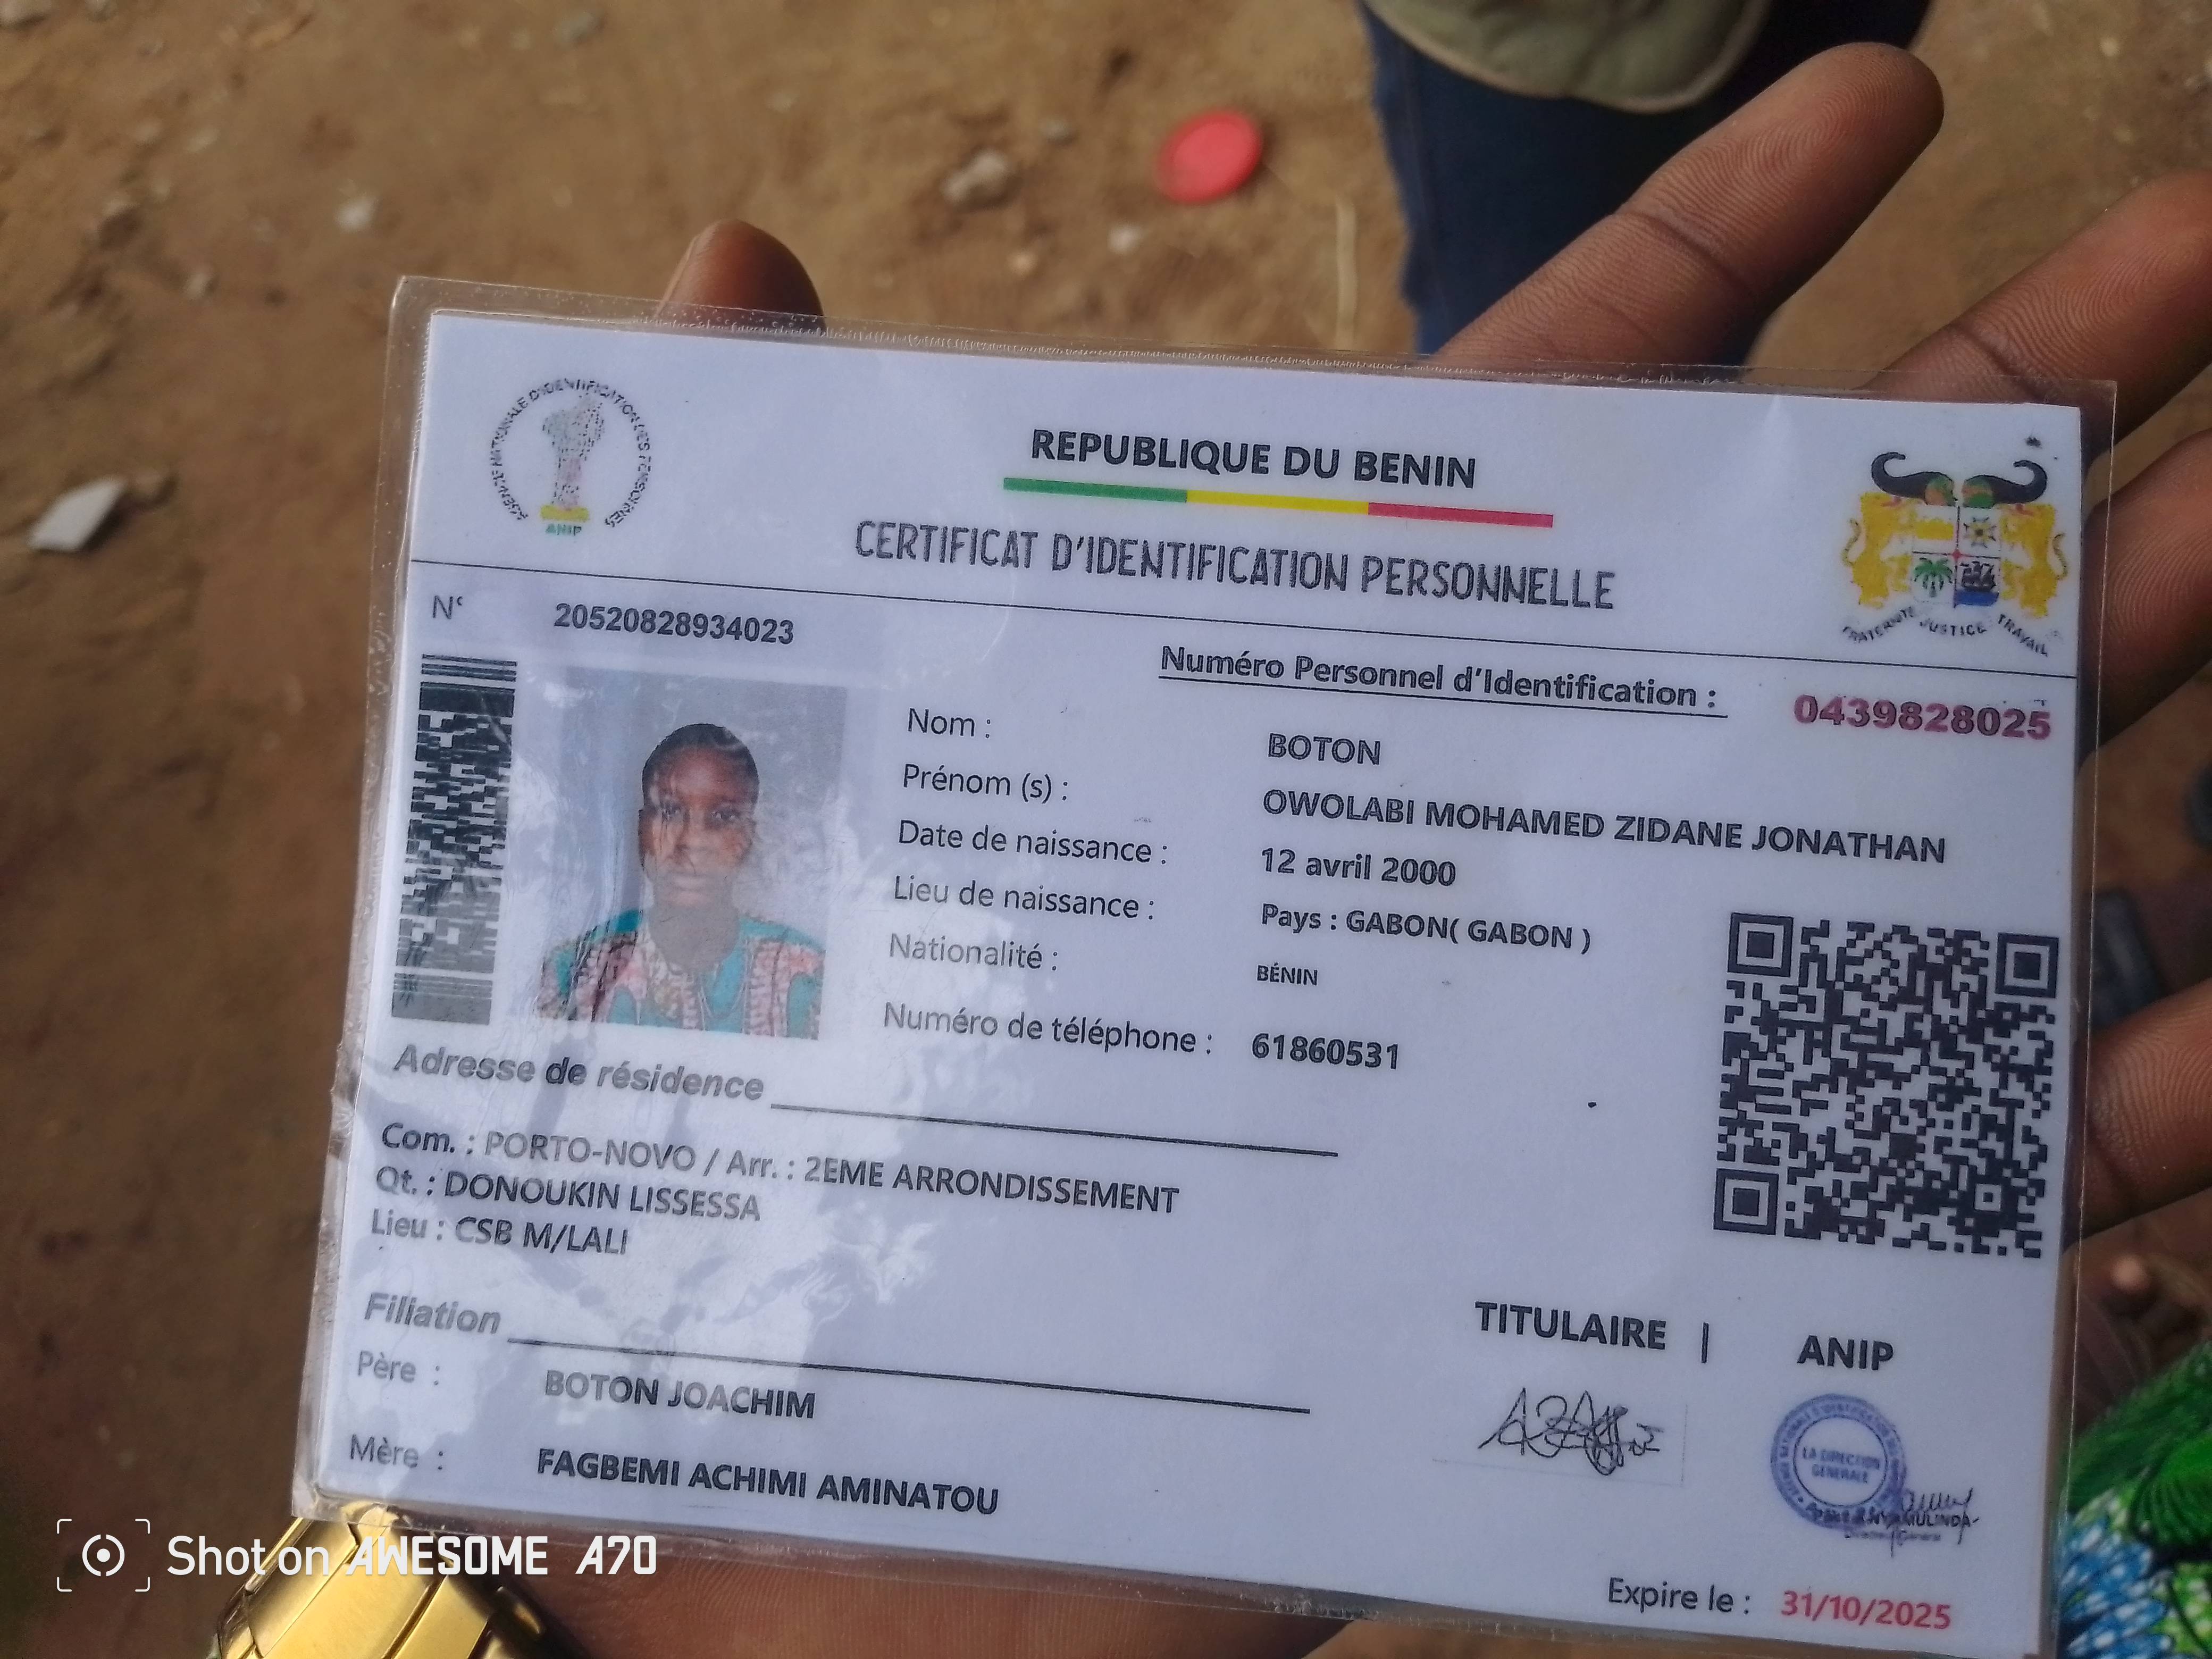 AGENCE NATIONALE D'IDENTIFICATION DES PERSONNES
ANIP
REPUBLIQUE DU BENIN
CERTIFICAT D'IDENTIFICATION PERSONNELLE
FRATERNITE JUSTICE TRAVAIL
N° 20520828934023
Numéro Personnel d'Identification : 0439828025
Nom : BOTON
Prénom (s) : OWOLABI MOHAMED ZIDANE JONATHAN
Date de naissance : 12 avril 2000
Lieu de naissance : Pays : GABON( GABON )
Nationalité : BÉNIN
Numéro de téléphone : 61860531
Adresse de résidence
Com. : PORTO-NOVO / Arr. : 2EME ARRONDISSEMENT
Qt. : DONOUKIN LISSESSA
Lieu : CSB M/LALI
Filiation
Père : BOTON JOACHIM
Mère : FAGBEMI ACHIMI AMINATOU
TITULAIRE | ANIP
LA DIRECTION
GENERALE
Expire le : 31/10/2025
Shot on AWESOME A70